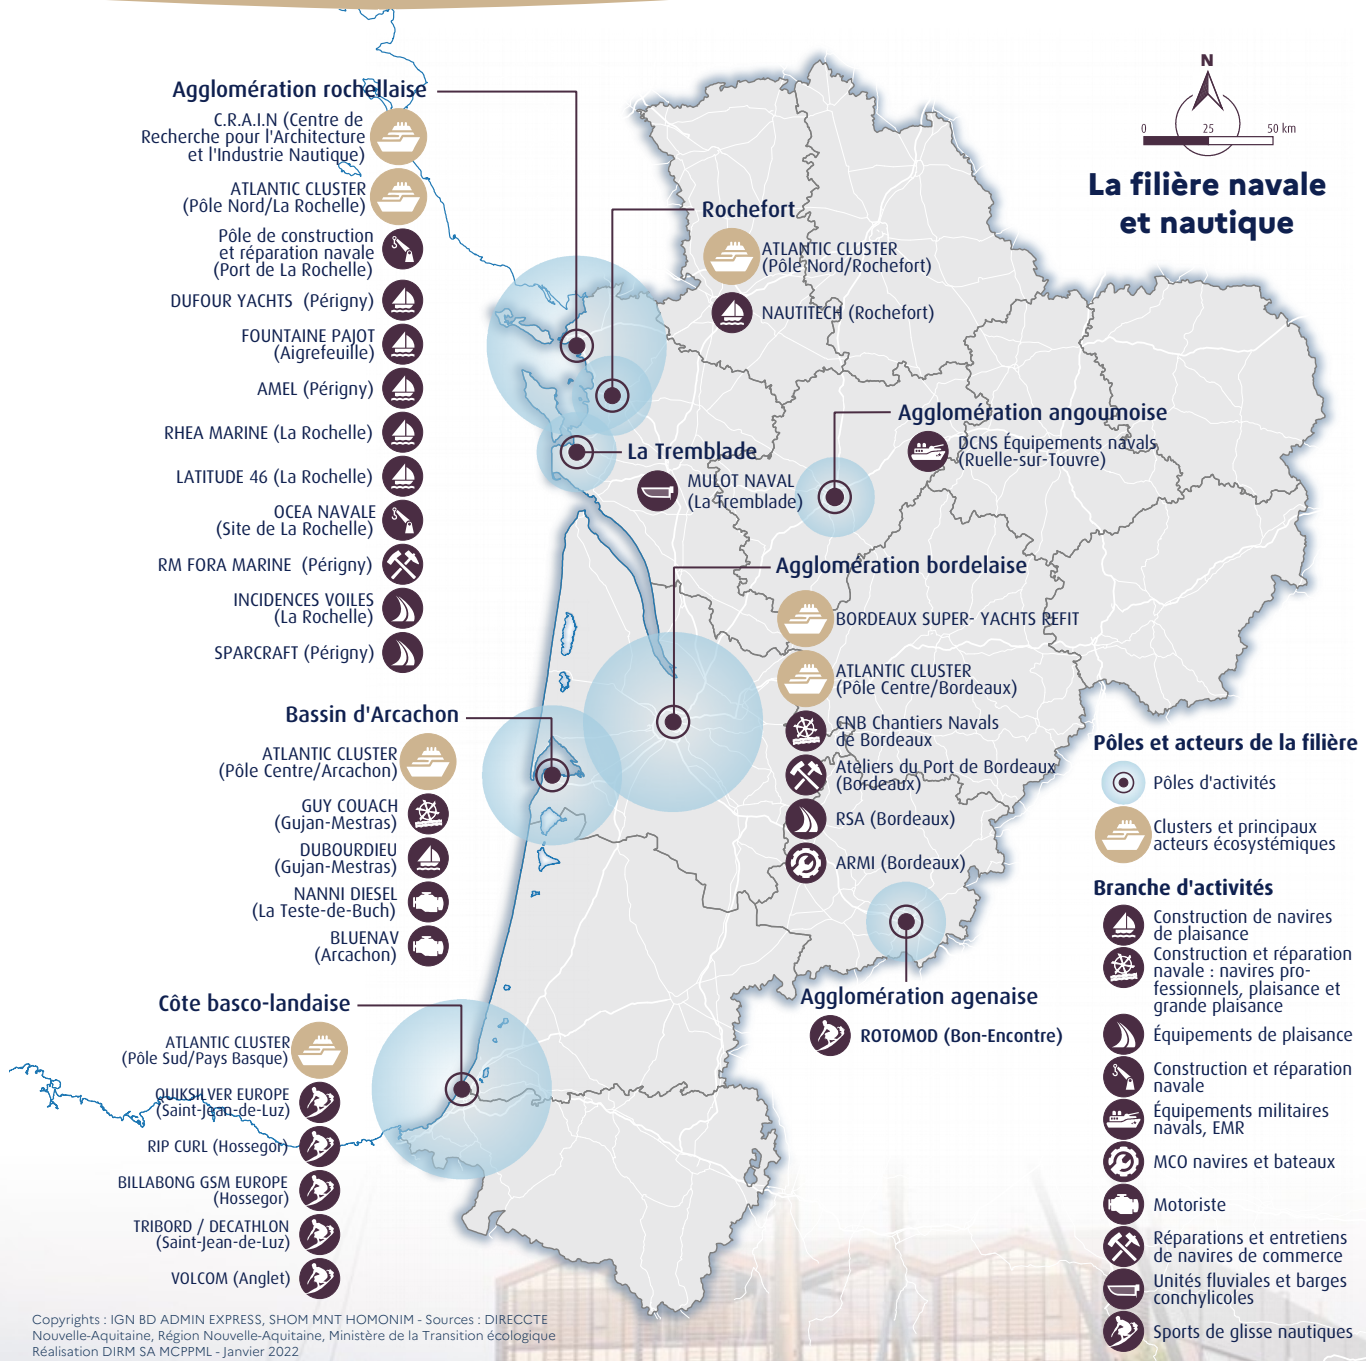 N
0 25 50 km
La filière navale
et nautique
Agglomération rochellaise
C.R.A.I.N (Centre de
Recherche pour l'Architecture
et l'Industrie Nautique)
ATLANTIC CLUSTER
(Pôle Nord/La Rochelle)
Pôle de construction
et réparation navale
(Port de La Rochelle)
DUFOUR YACHTS (Périgny)
FOUNTAINE PAJOT
(Aigrefeuille)
AMEL (Périgny)
RHEA MARINE (La Rochelle)
LATITUDE 46 (La Rochelle)
OCEA NAVALE
(Site de La Rochelle)
RM FORA MARINE (Périgny)
INCIDENCES VOILES
(La Rochelle)
SPARCRAFT (Périgny)
Rochefort
ATLANTIC CLUSTER
(Pôle Nord/Rochefort)
NAUTITECH (Rochefort)
La Tremblade
MULOT NAVAL
(La Tremblade)
Agglomération angoumoise
DCNS Équipements navals
(Ruelle-sur-Touvre)
Agglomération bordelaise
BORDEAUX SUPER- YACHTS REFIT
ATLANTIC CLUSTER
(Pôle Centre/Bordeaux)
CNB Chantiers Navals
de Bordeaux
Ateliers du Port de Bordeaux
(Bordeaux)
RSA (Bordeaux)
ARMI (Bordeaux)
Bassin d'Arcachon
ATLANTIC CLUSTER
(Pôle Centre/Arcachon)
GUY COUACH
(Gujan-Mestras)
DUBOURDIEU
(Gujan-Mestras)
NANNI DIESEL
(La Teste-de-Buch)
BLUENAV
(Arcachon)
Agglomération agenaise
ROTOMOD (Bon-Encontre)
Côte basco-landaise
ATLANTIC CLUSTER
(Pôle Sud/Pays Basque)
QUIKSILVER EUROPE
(Saint-Jean-de-Luz)
RIP CURL (Hossegor)
BILLABONG GSM EUROPE
(Hossegor)
TRIBORD / DECATHLON
(Saint-Jean-de-Luz)
VOLCOM (Anglet)
Pôles et acteurs de la filière
Pôles d'activités
Clusters et principaux
acteurs écosystémiques
Branche d'activités
Construction de navires
de plaisance
Construction et réparation
navale : navires pro-
fessionnels, plaisance et
grande plaisance
Équipements de plaisance
Construction et réparation
navale
Équipements militaires
navals, EMR
MCO navires et bateaux
Motoriste
Réparations et entretiens
de navires de commerce
Unités fluviales et barges
conchylicoles
Sports de glisse nautiques
Copyrights : IGN BD ADMIN EXPRESS, SHOM MNT HOMONIM - Sources : DIRECCTE
Nouvelle-Aquitaine, Région Nouvelle-Aquitaine, Ministère de la Transition écologique
Réalisation DIRM SA MCPPML - Janvier 2022